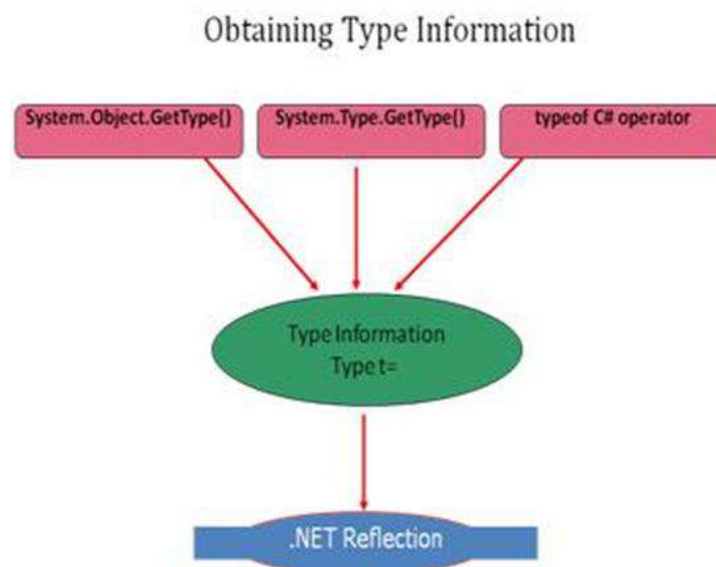 Obtaining Type Information
System.Object.GetType()
System.Type.GetType()
typeof C# operator
Type Information
Type t=
.NET Reflection